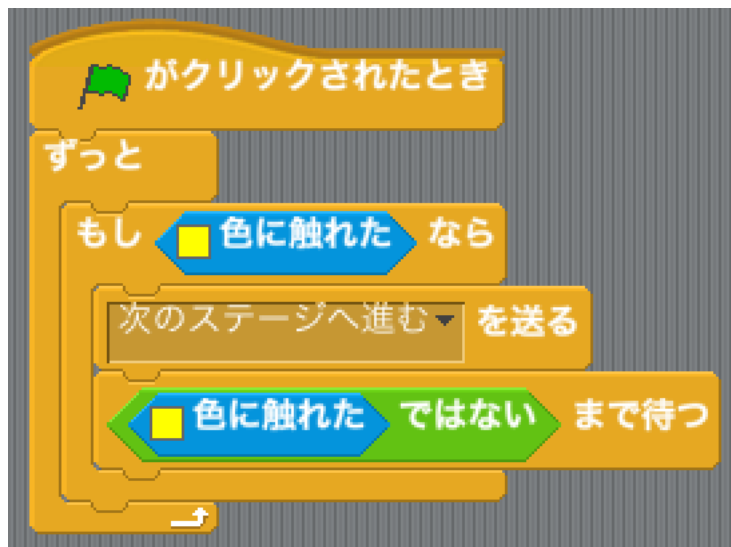 がクリックされたとき
ずっと
もし 色に触れた なら
次のステージへ進む を送る
色に触れた ではない まで待つ